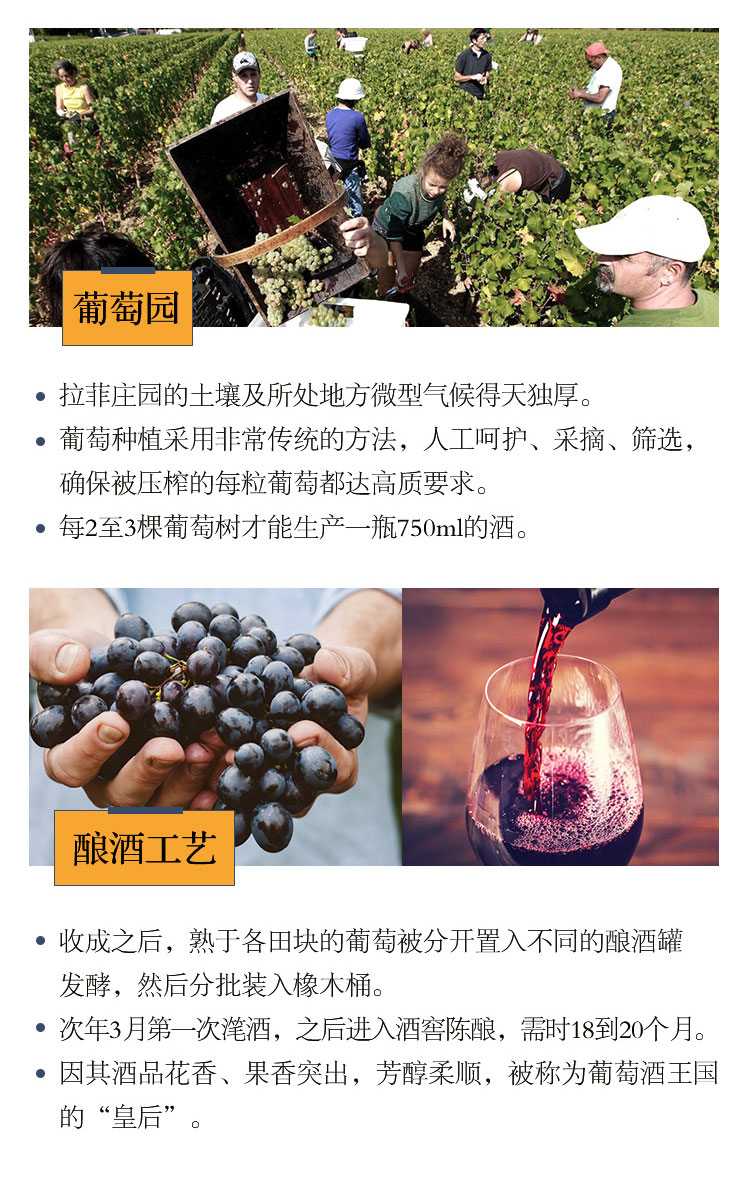 葡萄园
拉菲庄园的土壤及所处地方微型气候得天独厚。
葡萄种植采用非常传统的方法，人工呵护、采摘、筛选，
确保被压榨的每粒葡萄都达高质要求。
每2至3棵葡萄树才能生产一瓶750ml的酒。
酿酒工艺
收成之后，熟于各田块的葡萄被分开置入不同的酿酒罐
发酵，然后分批装入橡木桶。
次年3月第一次滗酒，之后进入酒窖陈酿，需时18到20个月。
因其酒品花香、果香突出，芳醇柔顺，被称为葡萄酒王国
的“皇后”。